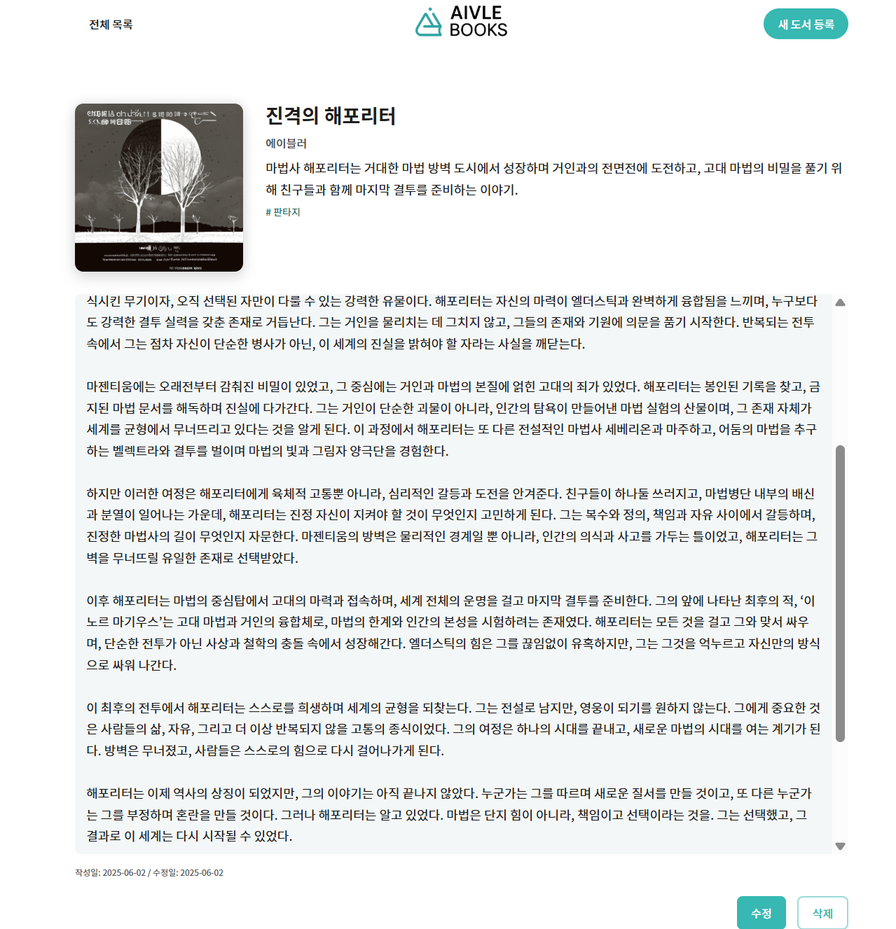 전체 목록
AIVLE
BOOKS
새 도서 등록
진격의 해포리터
에이블러
마법사 해포리터는 거대한 마법 방벽 도시에서 성장하며 거인과의 전면전에 도전하고, 고대 마법의 비밀을 풀기 위
해 친구들과 함께 마지막 결투를 준비하는 이야기.
# 판타지
식시킨 무기이자, 오직 선택된 자만이 다룰 수 있는 강력한 유물이다. 해포리터는 자신의 마력이 엘더스틱과 완벽하게 융합됨을 느끼며, 누구보다
도 강력한 결투 실력을 갖춘 존재로 거듭난다. 그는 거인을 물리치는 데 그치지 않고, 그들의 존재와 기원에 의문을 품기 시작한다. 반복되는 전투
속에서 그는 점차 자신이 단순한 병사가 아닌, 이 세계의 진실을 밝혀야 할 자라는 사실을 깨닫는다.
마젠티움에는 오래전부터 감춰진 비밀이 있었고, 그 중심에는 거인과 마법의 본질에 얽힌 고대의 죄가 있었다. 해포리터는 봉인된 기록을 찾고, 금
지된 마법 문서를 해독하며 진실에 다가간다. 그는 거인이 단순한 괴물이 아니라, 인간의 탐욕이 만들어낸 마법 실험의 산물이며, 그 존재 자체가
세계를 균형에서 무너뜨리고 있다는 것을 알게 된다. 이 과정에서 해포리터는 또 다른 전설적인 마법사 세베리온과 마주하고, 어둠의 마법을 추구
하는 벨렉트라와 결투를 벌이며 마법의 빛과 그림자 양극단을 경험한다.
하지만 이러한 여정은 해포리터에게 육체적 고통뿐 아니라, 심리적인 갈등과 도전을 안겨준다. 친구들이 하나둘 쓰러지고, 마법병단 내부의 배신
과 분열이 일어나는 가운데, 해포리터는 진정 자신이 지켜야 할 것이 무엇인지 고민하게 된다. 그는 복수와 정의, 책임과 자유 사이에서 갈등하며,
진정한 마법사의 길이 무엇인지 자문한다. 마젠티움의 방벽은 물리적인 경계일 뿐 아니라, 인간의 의식과 사고를 가두는 틀이었고, 해포리터는 그
벽을 무너뜨릴 유일한 존재로 선택받았다.
이후 해포리터는 마법의 중심탑에서 고대의 마력과 접속하며, 세계 전체의 운명을 걸고 마지막 결투를 준비한다. 그의 앞에 나타난 최후의 적, ‘이
노르 마기우스’는 고대 마법과 거인의 융합체로, 마법의 한계와 인간의 본성을 시험하려는 존재였다. 해포리터는 모든 것을 걸고 그와 맞서 싸우
며, 단순한 전투가 아닌 사상과 철학의 충돌 속에서 성장해간다. 엘더스틱의 힘은 그를 끊임없이 유혹하지만, 그는 그것을 억누르고 자신만의 방식
으로 싸워 나간다.
이 최후의 전투에서 해포리터는 스스로를 희생하며 세계의 균형을 되찾는다. 그는 전설로 남지만, 영웅이 되기를 원하지 않는다. 그에게 중요한 것
은 사람들의 삶, 자유, 그리고 더 이상 반복되지 않을 고통의 종식이었다. 그의 여정은 하나의 시대를 끝내고, 새로운 마법의 시대를 여는 계기가 된
다. 방벽은 무너졌고, 사람들은 스스로의 힘으로 다시 걸어나가게 된다.
해포리터는 이제 역사의 상징이 되었지만, 그의 이야기는 아직 끝나지 않았다. 누군가는 그를 따르며 새로운 질서를 만들 것이고, 또 다른 누군가
는 그를 부정하며 혼란을 만들 것이다. 그러나 해포리터는 알고 있었다. 마법은 단지 힘이 아니라, 책임이고 선택이라는 것을. 그는 선택했고, 그
결과로 이 세계는 다시 시작될 수 있었다.
작성일: 2025-06-02 / 수정일: 2025-06-02
수정
삭제